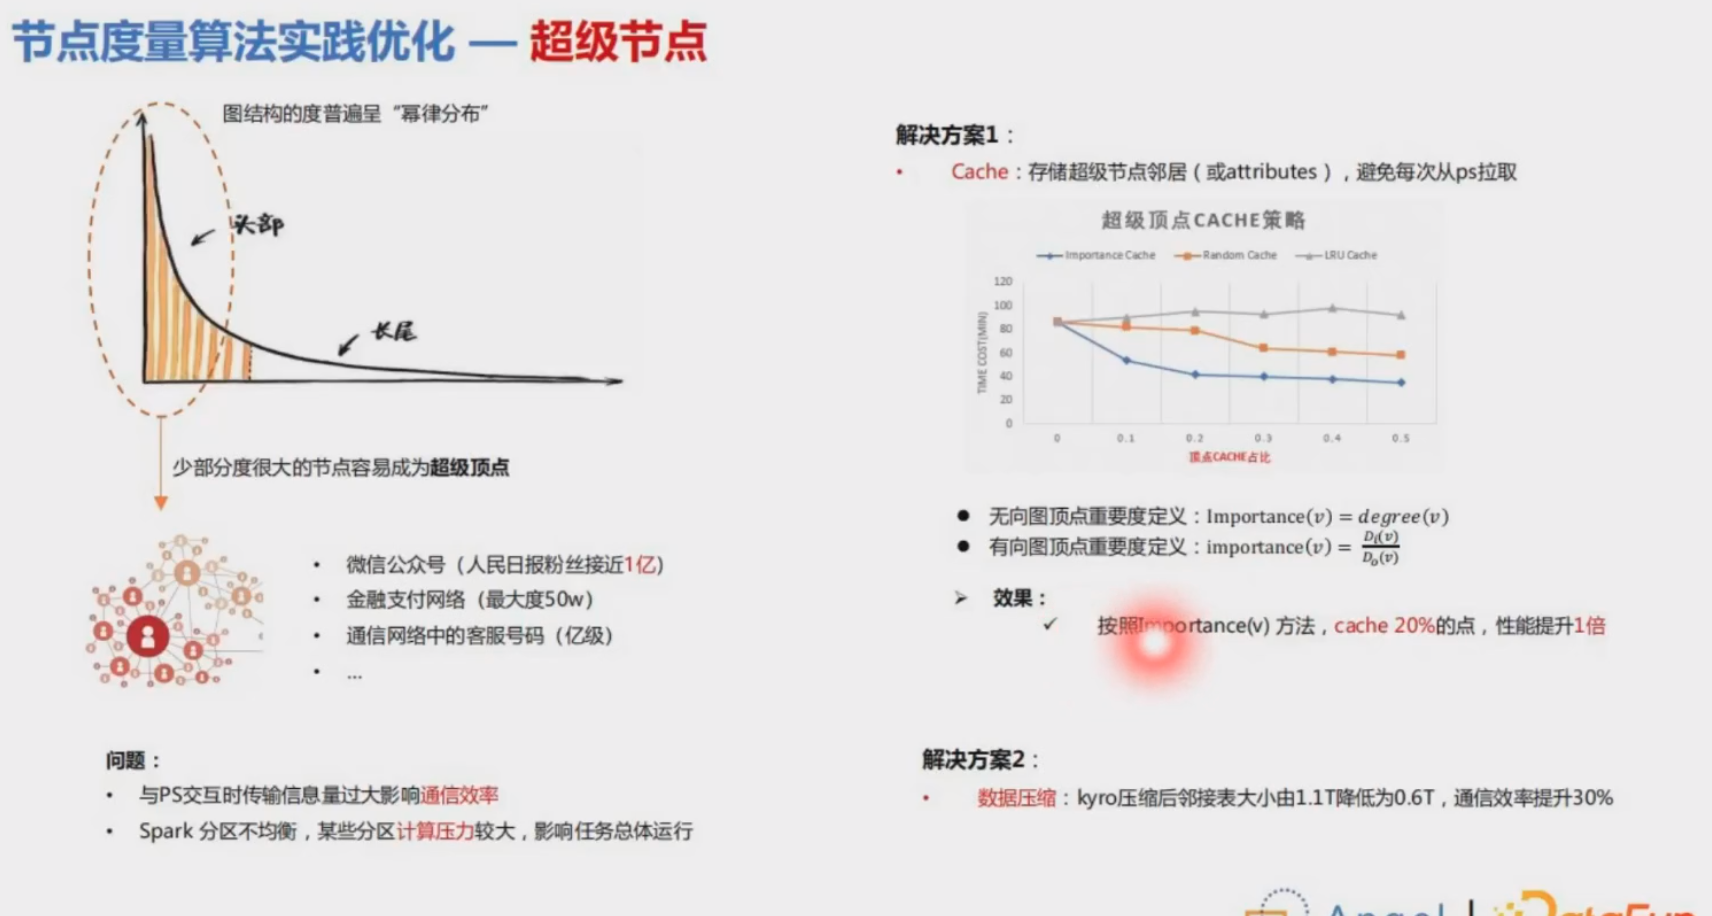 节点度量算法实践优化 — 超级节点
图结构的度普遍呈“幂律分布”
头部
长尾
少部分度很大的节点容易成为超级顶点
• 微信公众号（人民日报粉丝接近1亿）
• 金融支付网络（最大度50w）
• 通信网络中的客服号码（亿级）
• ...
问题：
• 与PS交互时传输信息量过大影响通信效率
• Spark 分区不均衡，某些分区计算压力较大，影响任务总体运行
解决方案1：
• Cache：存储超级节点邻居（或attributes），避免每次从ps拉取
超级顶点CACHE策略
Importance Cache Random Cache LRU Cache
TIME COST(MIN)
120
100
80
60
40
20
0
0 0.1 0.2 0.3 0.4 0.5
顶点CACHE占比
● 无向图顶点重要度定义：Importance(v) = degree(v)
● 有向图顶点重要度定义：importance(v) = Di(v)/Do(v)
➢ 效果：
✓ 按照Importance(v) 方法，cache 20%的点，性能提升1倍
解决方案2：
• 数据压缩：kyro压缩后邻接表大小由1.1T降低为0.6T，通信效率提升30%
Angel | DataFun